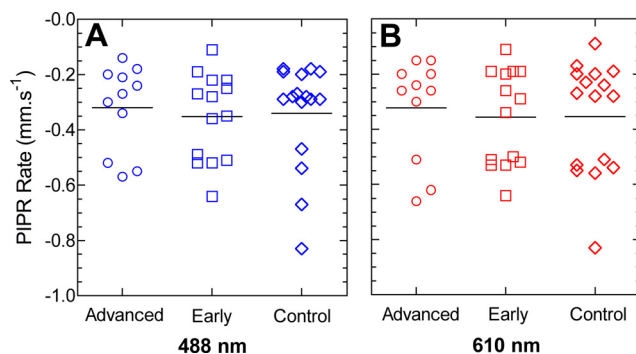 A
B
PIPR Rate (mm.s-1)
-0.0
-0.2
-0.4
-0.6
-0.8
-1.0
Advanced Early Control
Advanced Early Control
488 nm
610 nm